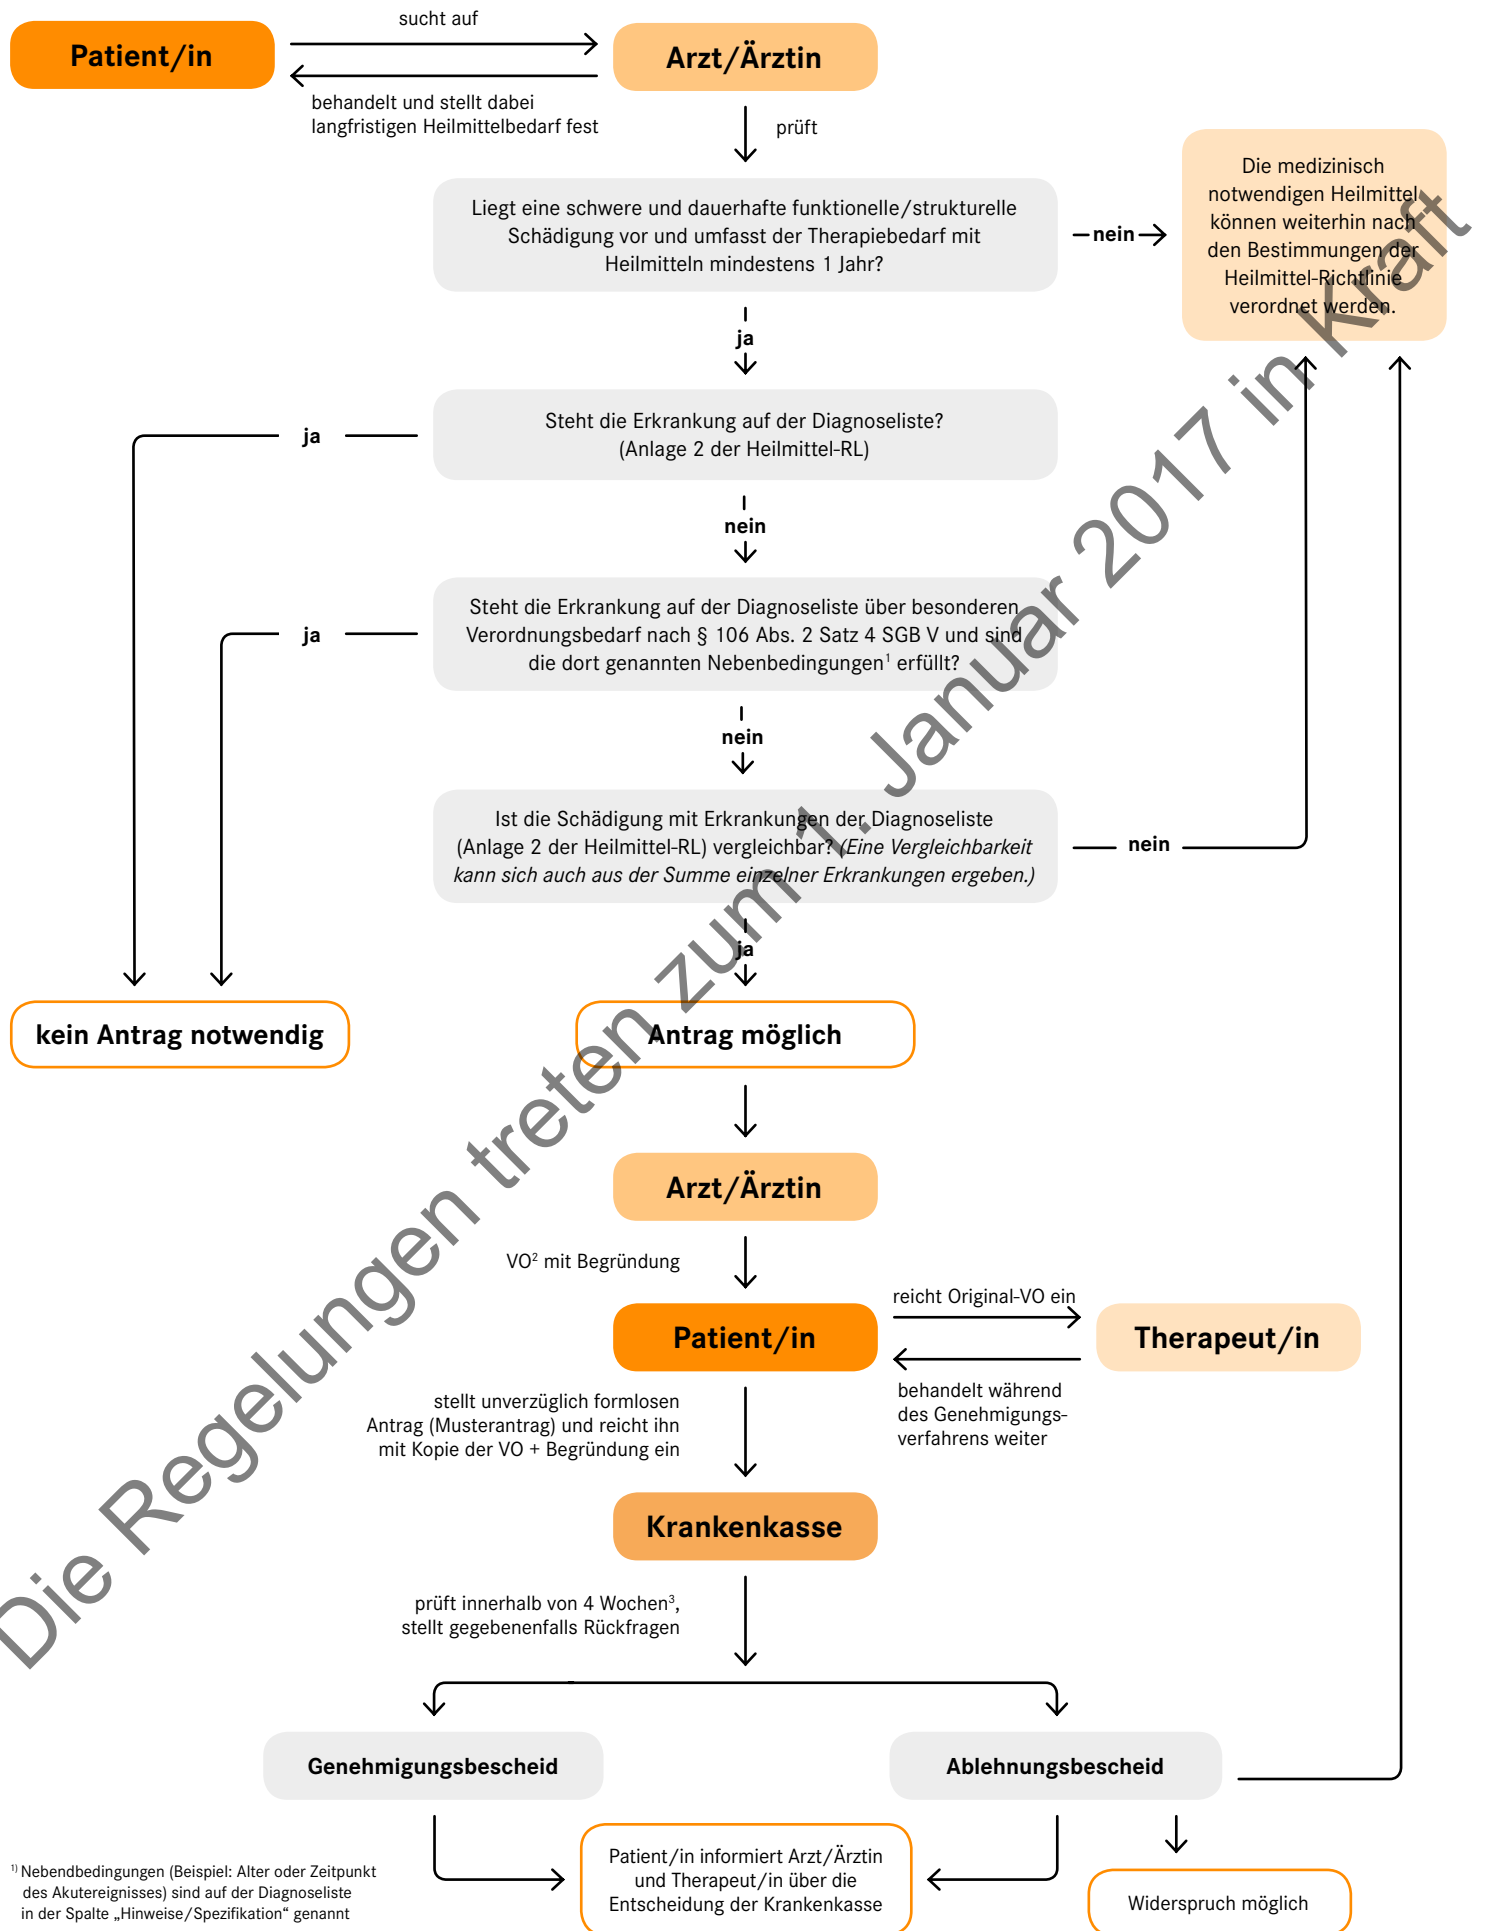 sucht auf
Patient/in
Arzt/Ärztin
behandelt und stellt dabei
langfristigen Heilmittelbedarf fest
prüft
Liegt eine schwere und dauerhafte funktionelle/strukturelle
Schädigung vor und umfasst der Therapiebedarf mit
Heilmitteln mindestens 1 Jahr?
nein
Die medizinisch
notwendigen Heilmittel
können weiterhin nach
den Bestimmungen der
Heilmittel-Richtlinie
verordnet werden.
ja
Steht die Erkrankung auf der Diagnoseliste?
(Anlage 2 der Heilmittel-RL)
ja
nein
Steht die Erkrankung auf der Diagnoseliste über besonderen
Verordnungsbedarf nach § 106 Abs. 2 Satz 4 SGB V und sind
die dort genannten Nebenbedingungen¹ erfüllt?
ja
nein
Ist die Schädigung mit Erkrankungen der Diagnoseliste
(Anlage 2 der Heilmittel-RL) vergleichbar? (Eine Vergleichbarkeit
kann sich auch aus der Summe einzelner Erkrankungen ergeben.)
nein
ja
kein Antrag notwendig
Antrag möglich
Arzt/Ärztin
VO² mit Begründung
Patient/in
reicht Original-VO ein
Therapeut/in
behandelt während
des Genehmigungs-
verfahrens weiter
stellt unverzüglich formlosen
Antrag (Musterantrag) und reicht ihn
mit Kopie der VO + Begründung ein
Krankenkasse
prüft innerhalb von 4 Wochen³,
stellt gegebenenfalls Rückfragen
Genehmigungsbescheid
Ablehnungsbescheid
Patient/in informiert Arzt/Ärztin
und Therapeut/in über die
Entscheidung der Krankenkasse
Widerspruch möglich
¹⁾ Nebendbedingungen (Beispiel: Alter oder Zeitpunkt
des Akutereignisses) sind auf der Diagnoseliste
in der Spalte „Hinweise/Spezifikation“ genannt
Die Regelungen treten zum 1. Januar 2017 in Kraft